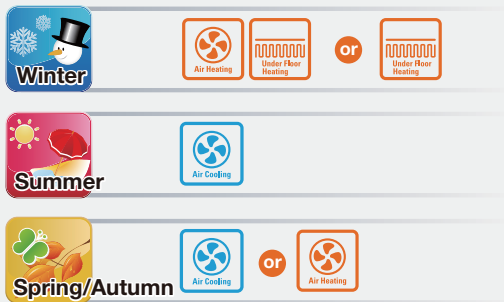 Winter
Air Heating
Under Floor
Heating
or
Under Floor
Heating
Summer
Air Cooling
Spring/Autumn
Air Cooling
or
Air Heating